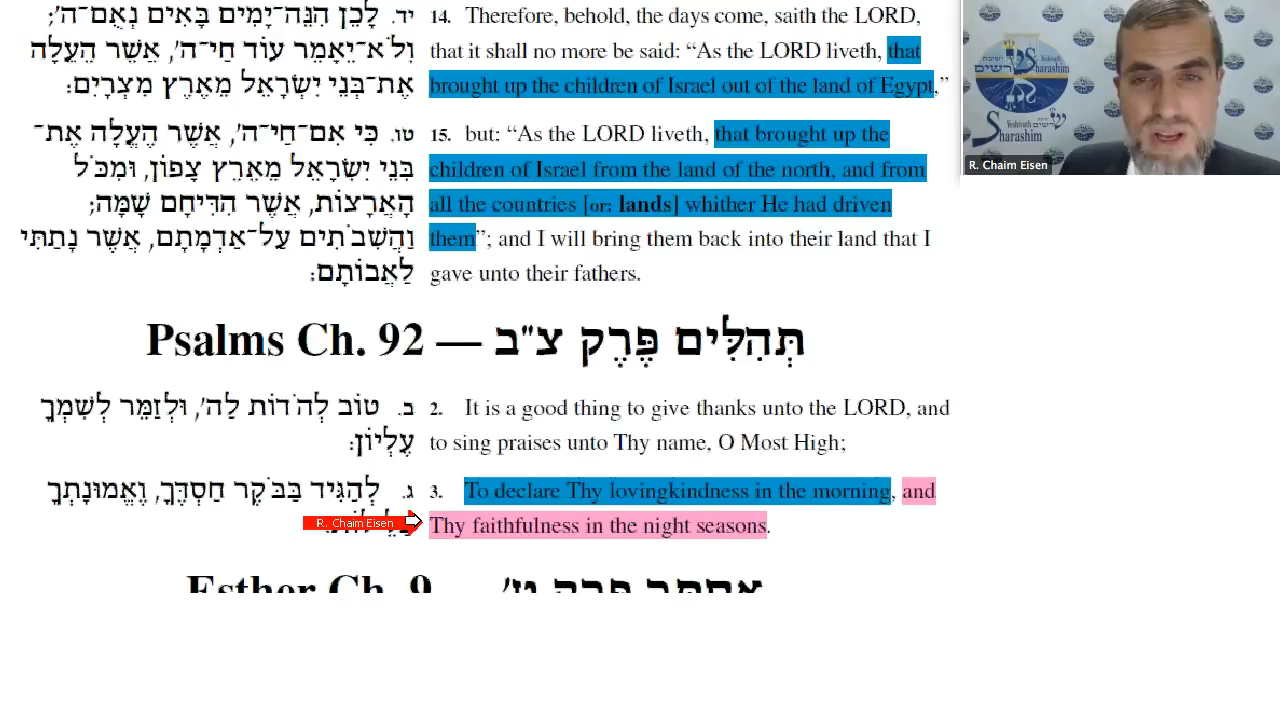 יד. לָכֵן הִנֵּה־יָמִים בָּאִים נְאֻם־ה';
וְלֹא־יֵאָמֵר עוֹד חַי־ה', אֲשֶׁר הֶעֱלָה
אֶת־בְּנֵי יִשְׂרָאֵל מֵאֶרֶץ מִצְרָיִם:
14. Therefore, behold, the days come, saith the LORD,
that it shall no more be said: “As the LORD liveth, that
brought up the children of Israel out of the land of Egypt,”
טו. כִּי אִם־חַי־ה', אֲשֶׁר הֶעֱלָה אֶת־
בְּנֵי יִשְׂרָאֵל מֵאֶרֶץ צָפוֹן, וּמִכֹּל
הָאֲרָצוֹת, אֲשֶׁר הִדִּיחָם שָׁמָּה;
וַהֲשִׁבֹתִים עַל־אַדְמָתָם, אֲשֶׁר נָתַתִּי
לַאֲבוֹתָם:
15. but: “As the LORD liveth, that brought up the
children of Israel from the land of the north, and from
all the countries [or: lands] whither He had driven
them”; and I will bring them back into their land that I
gave unto their fathers.
Psalms Ch. 92 — תְּהִלִּים פֶּרֶק צ"ב
ב. טוֹב לְהֹדוֹת לַה', וּלְזַמֵּר לְשִׁמְךָ
עֶלְיוֹן:
2. It is a good thing to give thanks unto the LORD, and
to sing praises unto Thy name, O Most High;
ג. לְהַגִּיד בַּבֹּקֶר חַסְדֶּךָ, וֶאֱמוּנָתְךָ
3. To declare Thy lovingkindness in the morning, and
Thy faithfulness in the night seasons.
R. Chaim Eisen
Esther Ch. 9 — אֶסְתֵּר פֶּרֶק ט'
ישיבת
שרשים
Yeshivath
Sharashim
R. Chaim Eisen